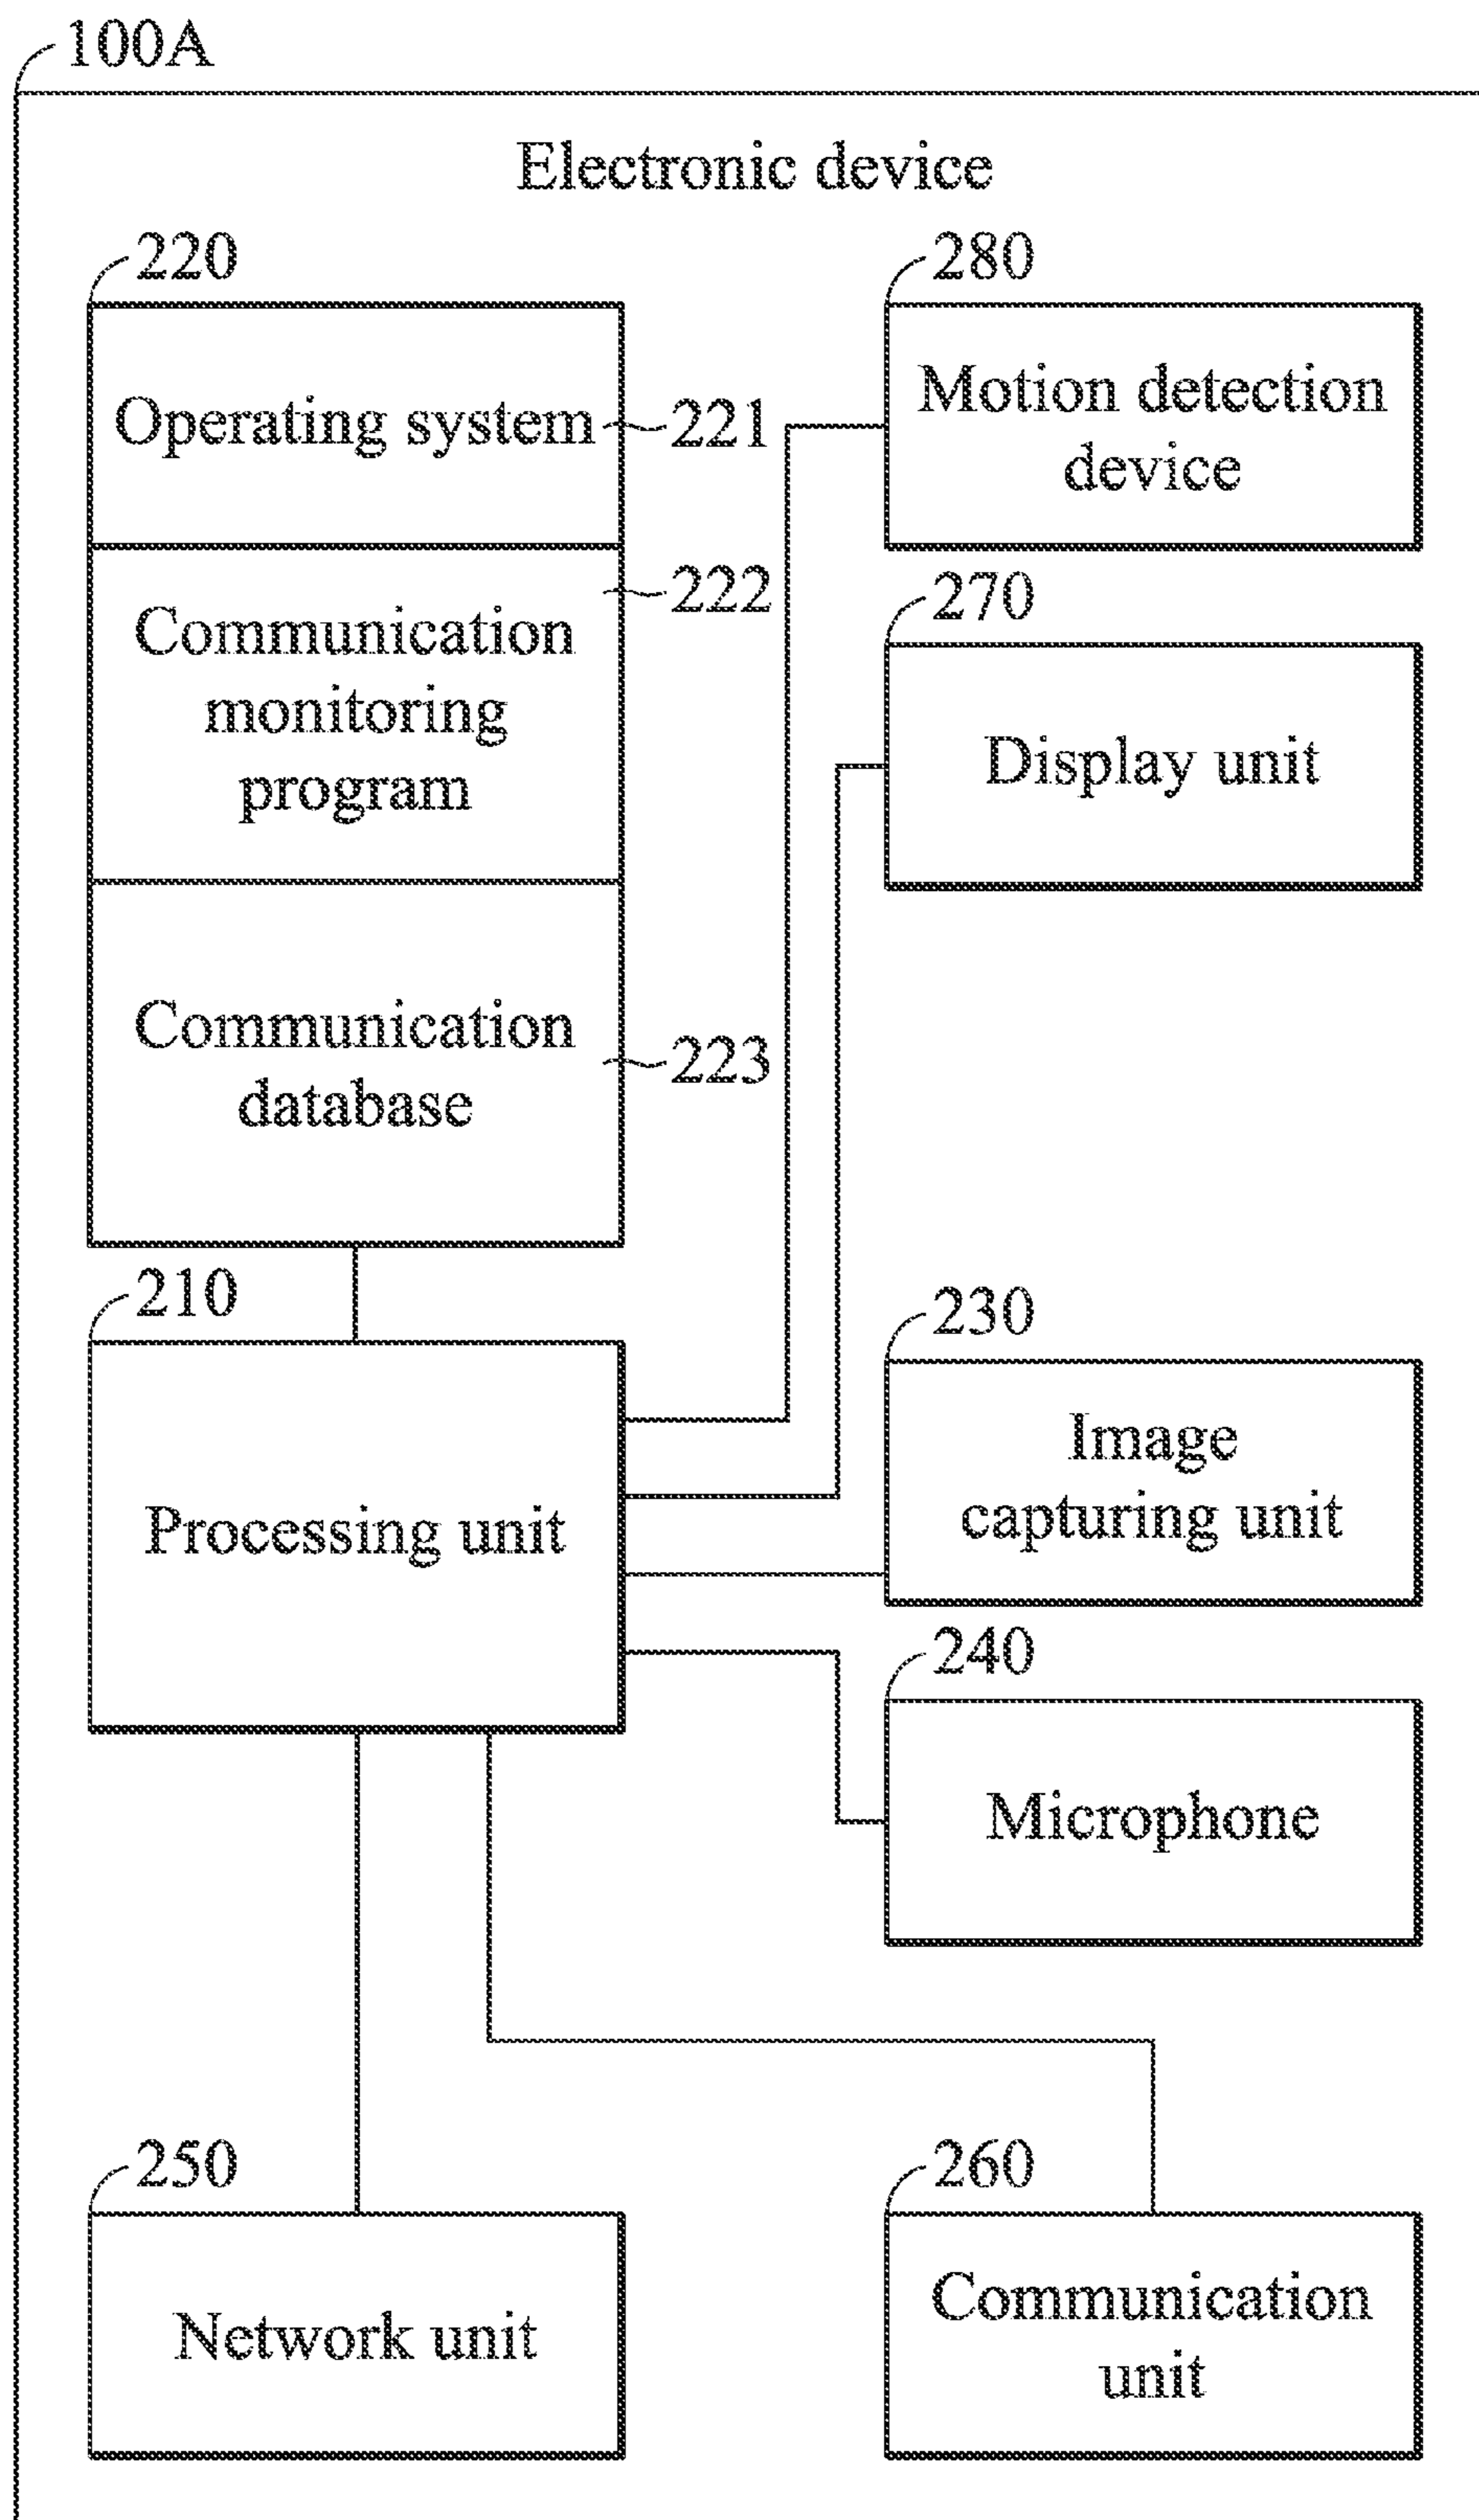 100A
Electronic device
220
Operating system
221
222
Communication
monitoring
program
Communication
database
223
280
Motion detection
device
270
Display unit
210
Processing unit
230
Image
capturing unit
240
Microphone
250
Network unit
260
Communication
unit